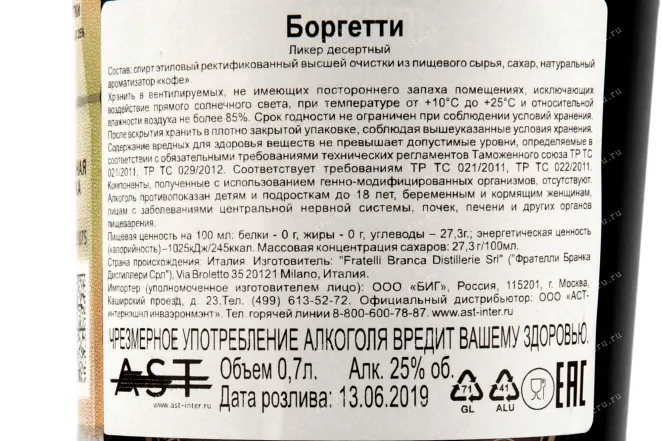 Боргетти
Ликер десертный
Состав: спирт этиловый ректификованный высшей очистки из пищевого сырья, сахар, натуральный
ароматизатор «кофе».
Хранить в вентилируемых, не имеющих постороннего запаха помещениях, исключающих
воздействие прямого солнечного света, при температуре от +10°С до +25°С и относительной
влажности воздуха не более 85%. Срок годности не ограничен при соблюдении условий хранения.
После вскрытия хранить в плотно закрытой упаковке, соблюдая вышеуказанные условия хранения.
Содержание вредных для здоровья веществ не превышает допустимые уровни, определяемые в
соответствии с обязательными требованиями технических регламентов Таможенного союза ТР ТС
021/2011, ТР ТС 029/2012. Соответствует требованиям ТР ТС 021/2011, ТР ТС 022/2011.
Компоненты, полученные с использованием генно-модифицированных организмов, отсутствуют.
Алкоголь противопоказан детям и подросткам до 18 лет, беременным и кормящим женщинам,
лицам с заболеваниями центральной нервной системы, почек, печени и других органов
пищеварения.
Пищевая ценность на 100 мл: белки - 0 г, жиры - 0 г, углеводы – 27,3г.; энергетическая ценность
(калорийность)–1025кДж/245ккал. Массовая концентрация сахаров: 27,3 г/100мл.
Страна происхождения: Италия. Изготовитель: "Fratelli Branca Distillerie Srl" ("Фрателли Бранка
Дистиллери Срл"), Via Broletto 35 20121 Milano, Италия.
Импортер (уполномоченное изготовителем лицо): ООО «БИГ», Россия, 115201, г. Москва,
Каширский проезд, д. 23.Тел. (499) 613-52-72. Официальный дистрибьютор: ООО «АСТ-
интернэшнл инваэронмэнт». Тел. горячей линии 8-800-600-78-87. www.ast-inter.ru
ЧРЕЗМЕРНОЕ УПОТРЕБЛЕНИЕ АЛКОГОЛЯ ВРЕДИТ ВАШЕМУ ЗДОРОВЬЮ.
AST Объем 0,7л. Алк. 25% об.
www.ast-inter.ru Дата розлива: 13.06.2019
71 GL 41 ALU EAC